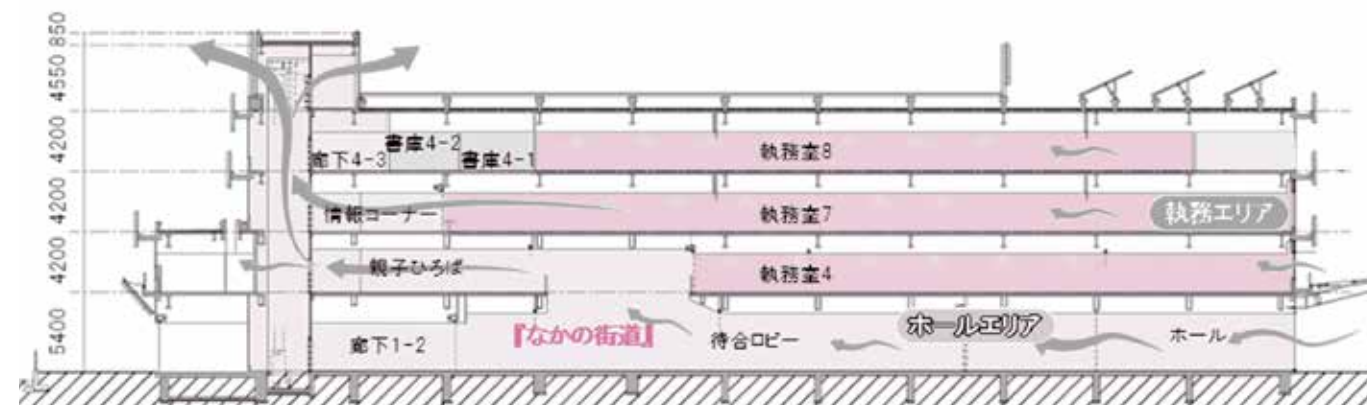 850
4550
4200
4200
4200
5400
廊下4-3
書庫4-2
書庫4-1
執務室8
情報コーナー
執務室7
執務エリア
親子ひろば
執務室4
廊下1-2
『なかの街道』
待合ロビー
ホールエリア
ホール